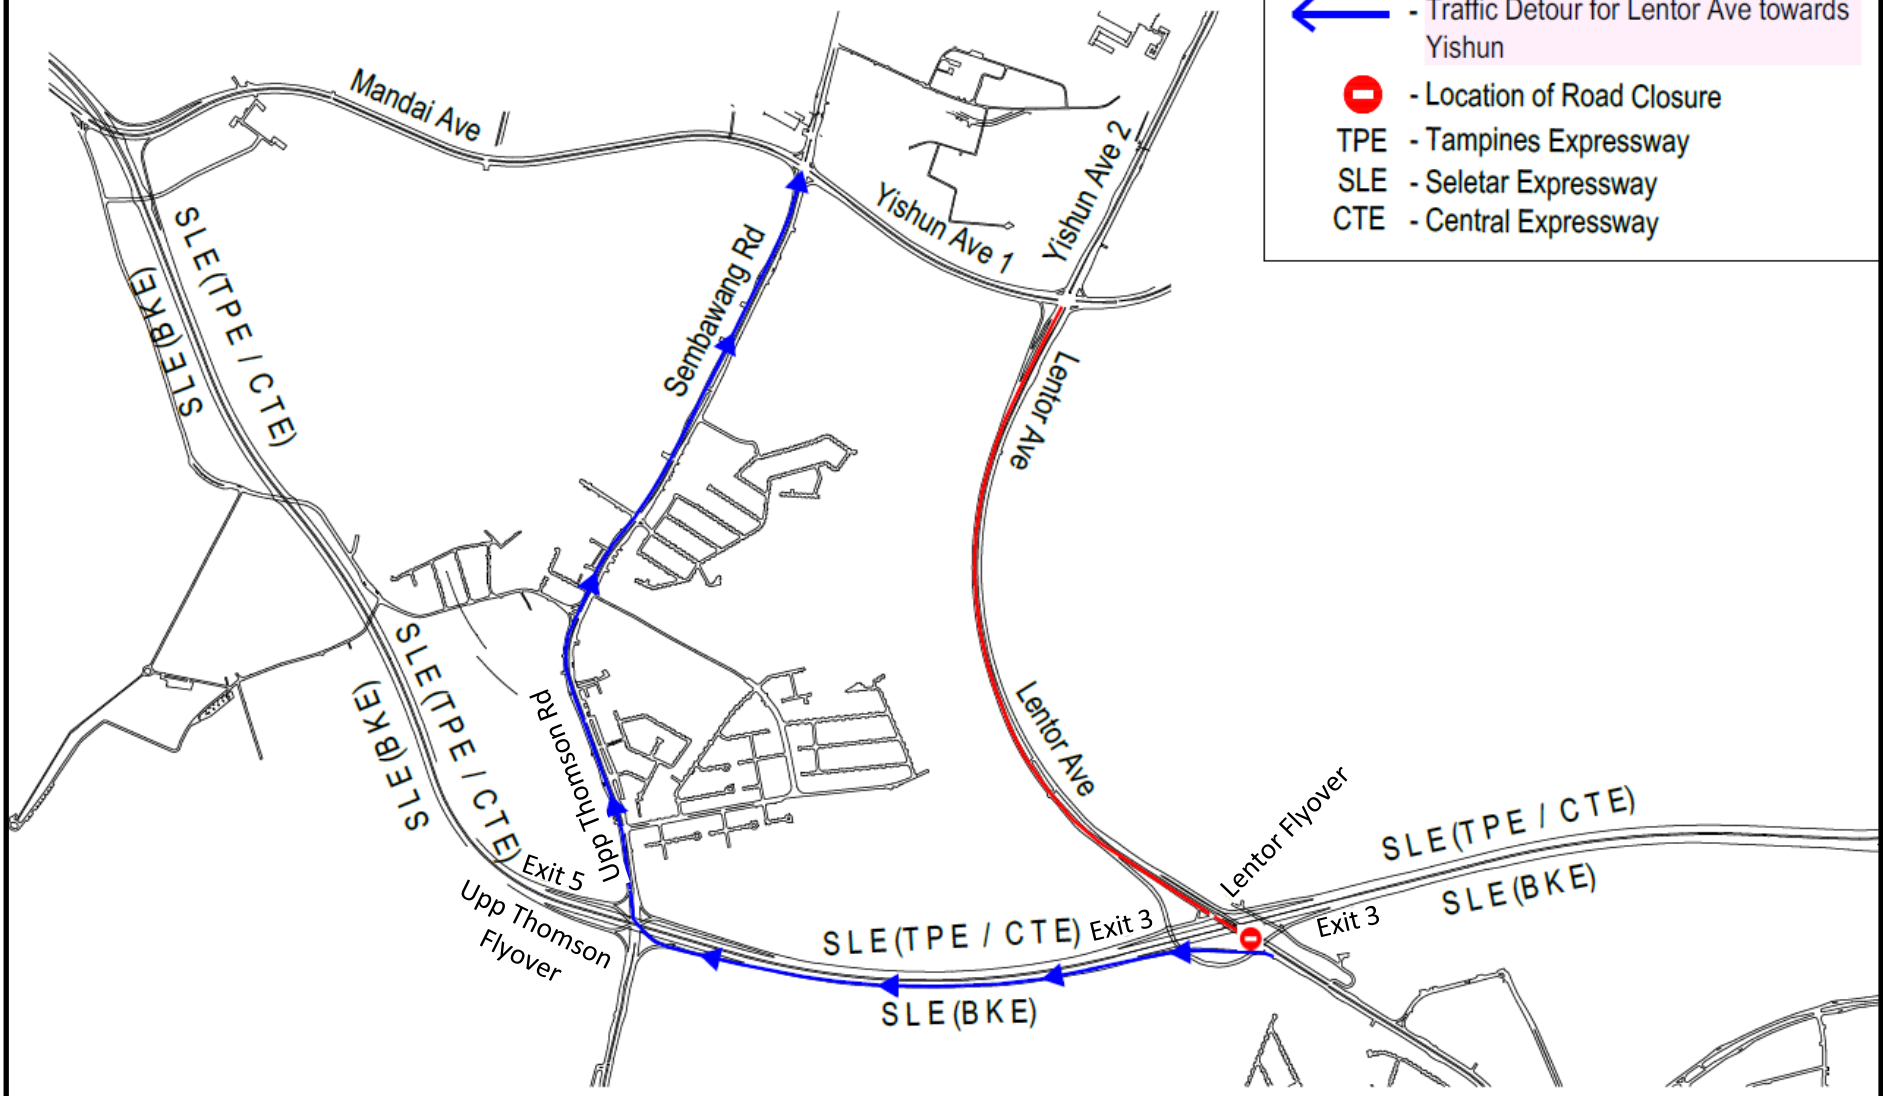 - Traffic Detour for Lentor Ave towards
Yishun
- Location of Road Closure
TPE - Tampines Expressway
SLE - Seletar Expressway
CTE - Central Expressway
Mandai Ave
Yishun Ave 2
Yishun Ave 1
SLE(TPE / CTE)
SLE(BKE)
Sembawang Rd
Lentor Ave
SLE(TPE / CTE)
SLE(BKE)
Upp Thomson Rd
Lentor Ave
Lentor Flyover
SLE(TPE / CTE)
SLE(BKE)
Exit 5
Upp Thomson
Flyover
SLE(TPE / CTE)
Exit 3
Exit 3
SLE(BKE)